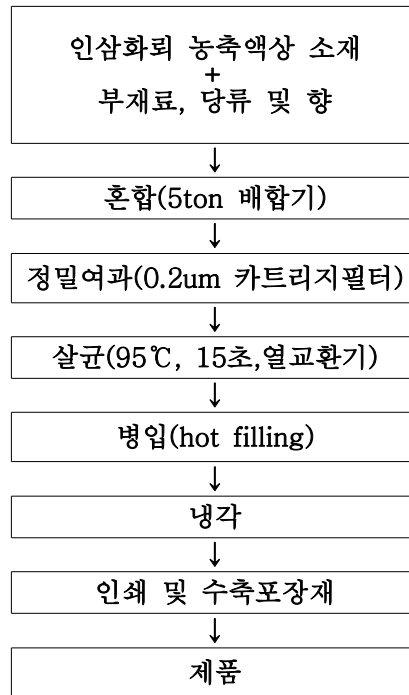 인삼화뢰 농축액상 소재
+
부재료, 당류 및 향
↓
혼합(5ton 배합기)
↓
정밀여과(0.2um 카트리지필터)
↓
살균(95℃, 15초,열교환기)
↓
병입(hot filling)
↓
냉각
↓
인쇄 및 수축포장재
↓
제품